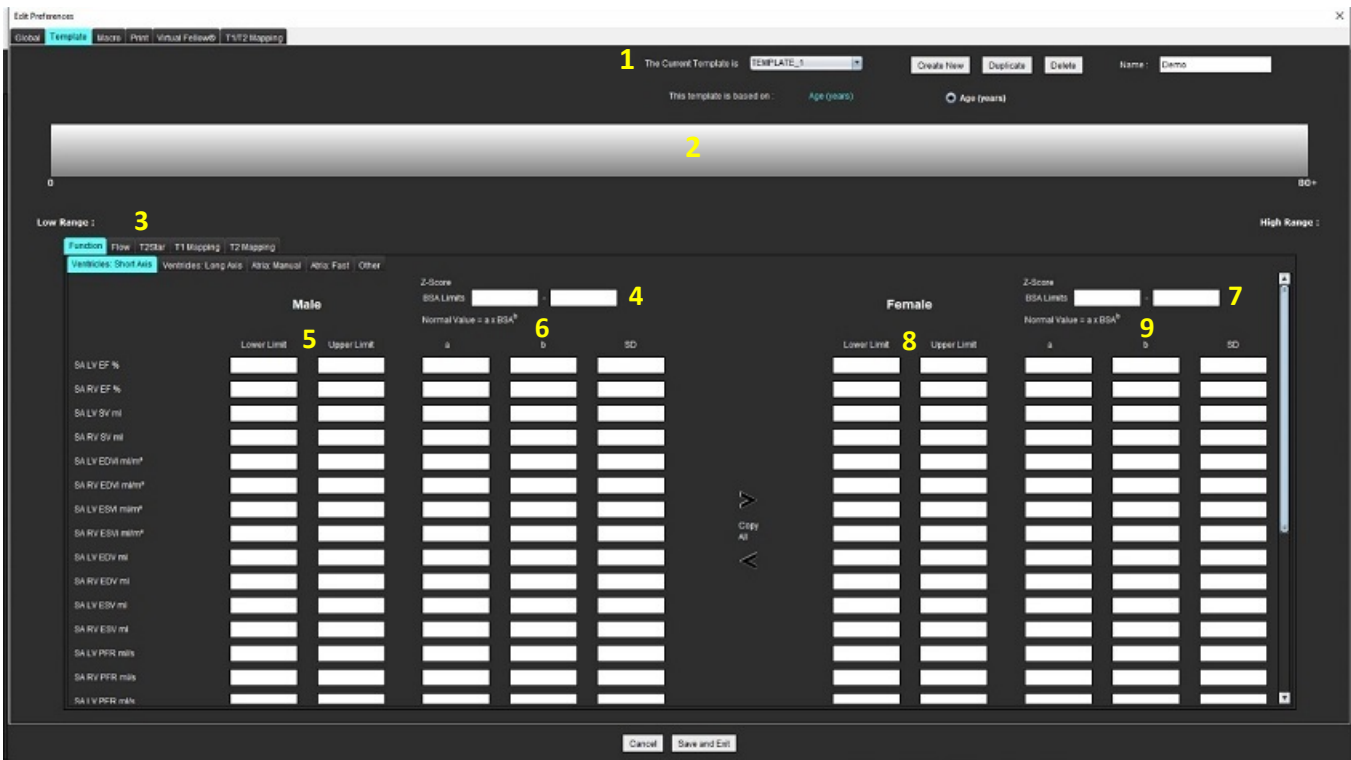 Edit Preferences
Global Template Macro Print Virtual Fellow® T1/T2 Mapping
1 The Current Template is TEMPLATE_1 Create New Duplicate Delete Name : Demo
This template is based on : Age (years) Age (years)
2
0 80+
Low Range : 3 High Range :
Function Flow T2Star T1 Mapping T2 Mapping
Ventricles: Short Axis Ventricles: Long Axis Atria: Manual Atria: Fast Other
Z-Score Z-Score
Male BSA Limits - 4 Female BSA Limits - 7
Normal Value = a x BSAᵇ Normal Value = a x BSAᵇ
5 6 8 9
Lower Limit Upper Limit a b SD Lower Limit Upper Limit a b SD
SA LV EF %
SA RV EF %
SA LV SV ml
SA RV SV ml
SA LV EDVI ml/m²
SA RV EDVI ml/m²
SA LV ESVI ml/m²
>
SA RV ESVI ml/m²
Copy
All
SA LV EDV ml
<
SA RV EDV ml
SA LV ESV ml
SA RV ESV ml
SA LV PFR ml/s
SA RV PFR ml/s
SA LV PER ml/s
Cancel Save and Exit